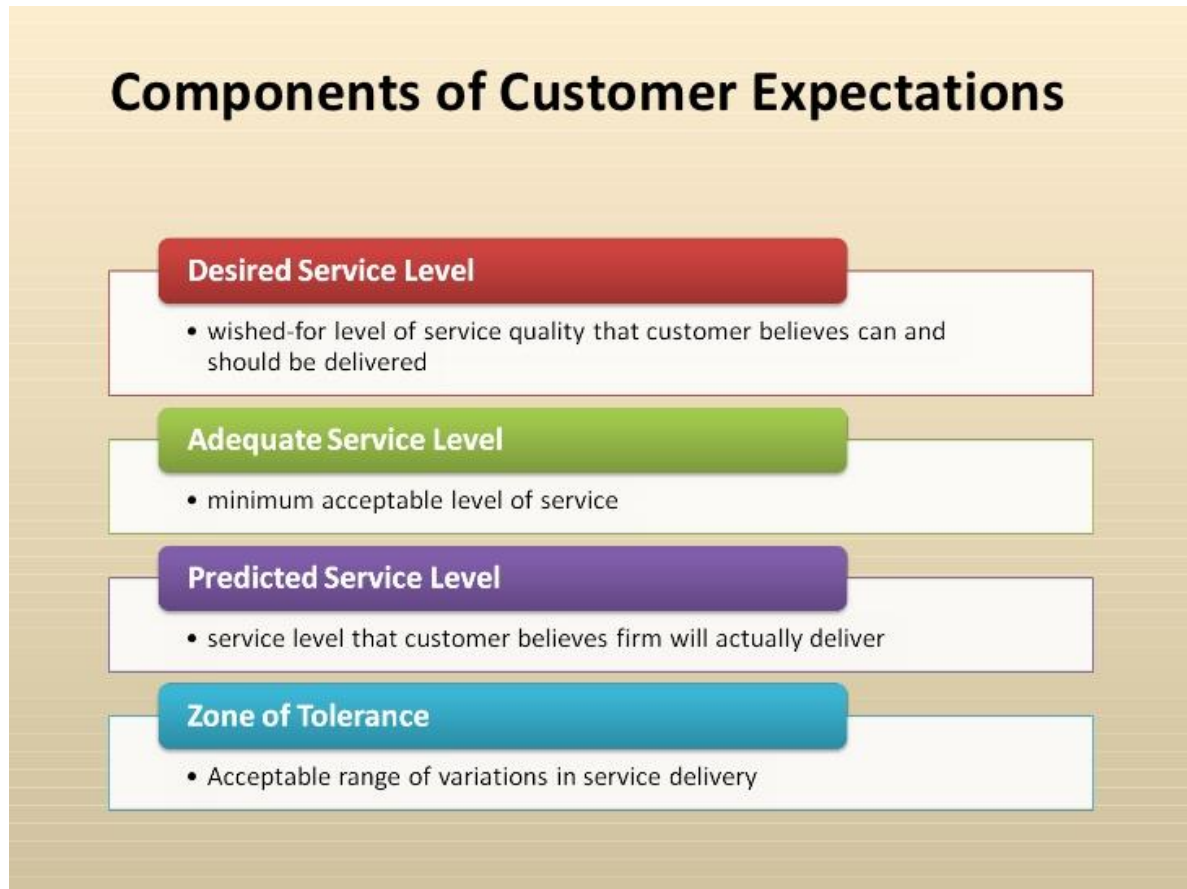 Components of Customer Expectations
Desired Service Level
• wished-for level of service quality that customer believes can and
should be delivered
Adequate Service Level
• minimum acceptable level of service
Predicted Service Level
• service level that customer believes firm will actually deliver
Zone of Tolerance
• Acceptable range of variations in service delivery